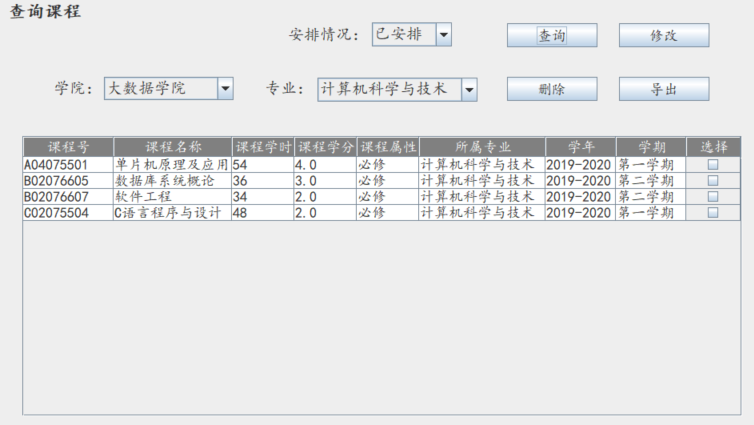 查询课程
安排情况： 已安排 查询 修改
学院： 大数据学院 专业： 计算机科学与技术 删除 导出
课程号 课程名称 课程学时 课程学分 课程属性 所属专业 学年 学期 选择
A04075501 单片机原理及应用 54 4.0 必修 计算机科学与技术 2019-2020 第一学期
B02076605 数据库系统概论 36 3.0 必修 计算机科学与技术 2019-2020 第二学期
B02076607 软件工程 34 2.0 必修 计算机科学与技术 2019-2020 第二学期
C02075504 C语言程序与设计 48 2.0 必修 计算机科学与技术 2019-2020 第一学期